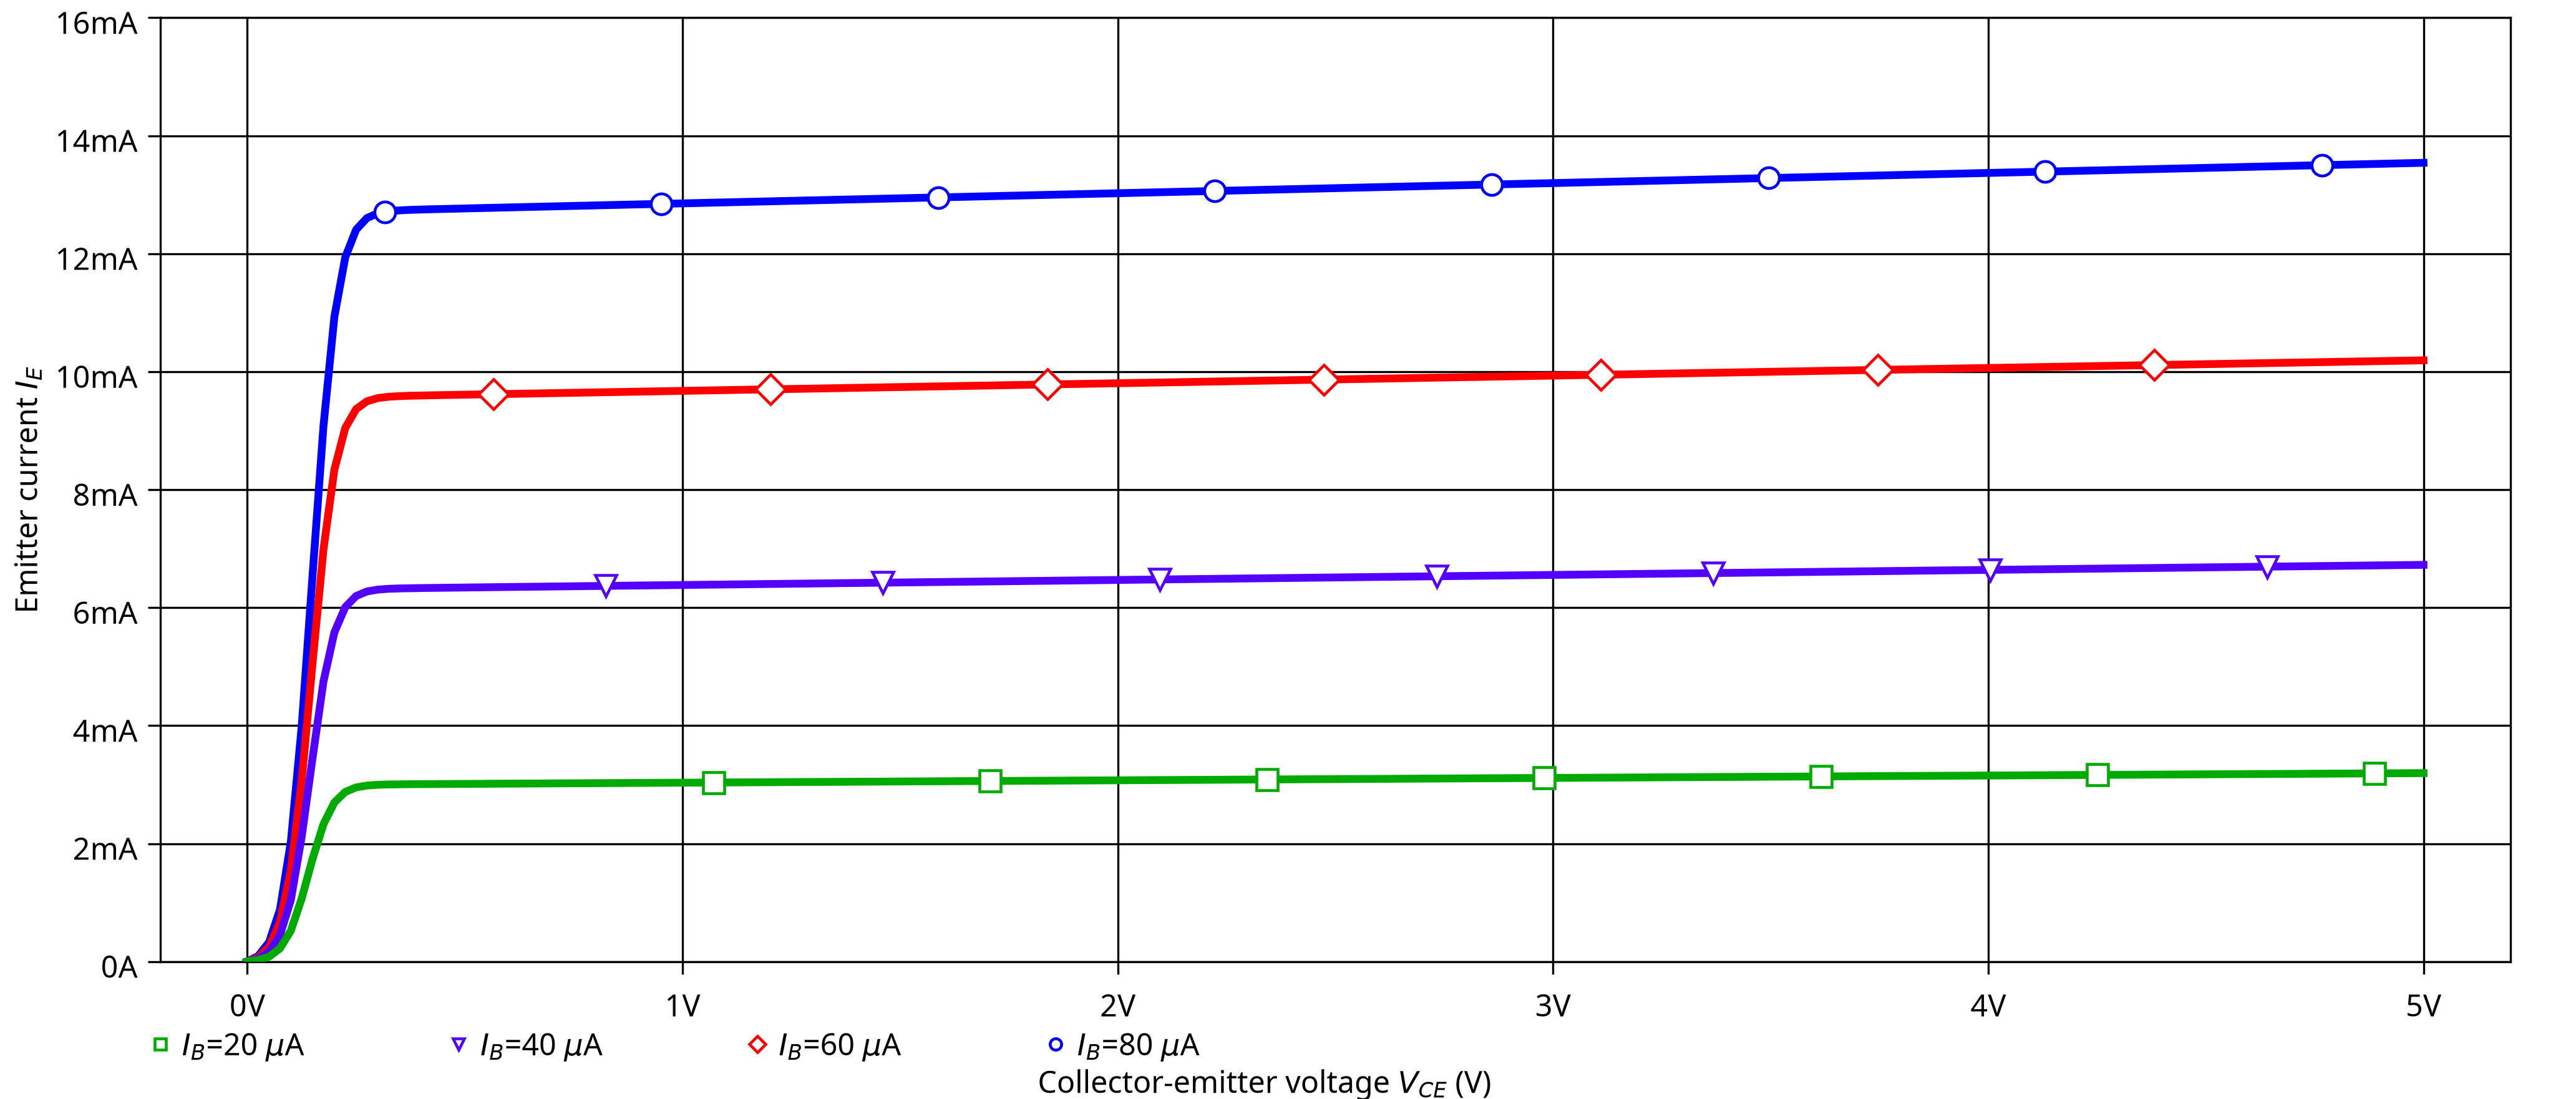 16mA
14mA
12mA
10mA
8mA
6mA
4mA
2mA
0A
Emitter current I_E
0V 1V 2V 3V 4V 5V
I_B=20 μA I_B=40 μA I_B=60 μA I_B=80 μA
Collector-emitter voltage V_CE (V)